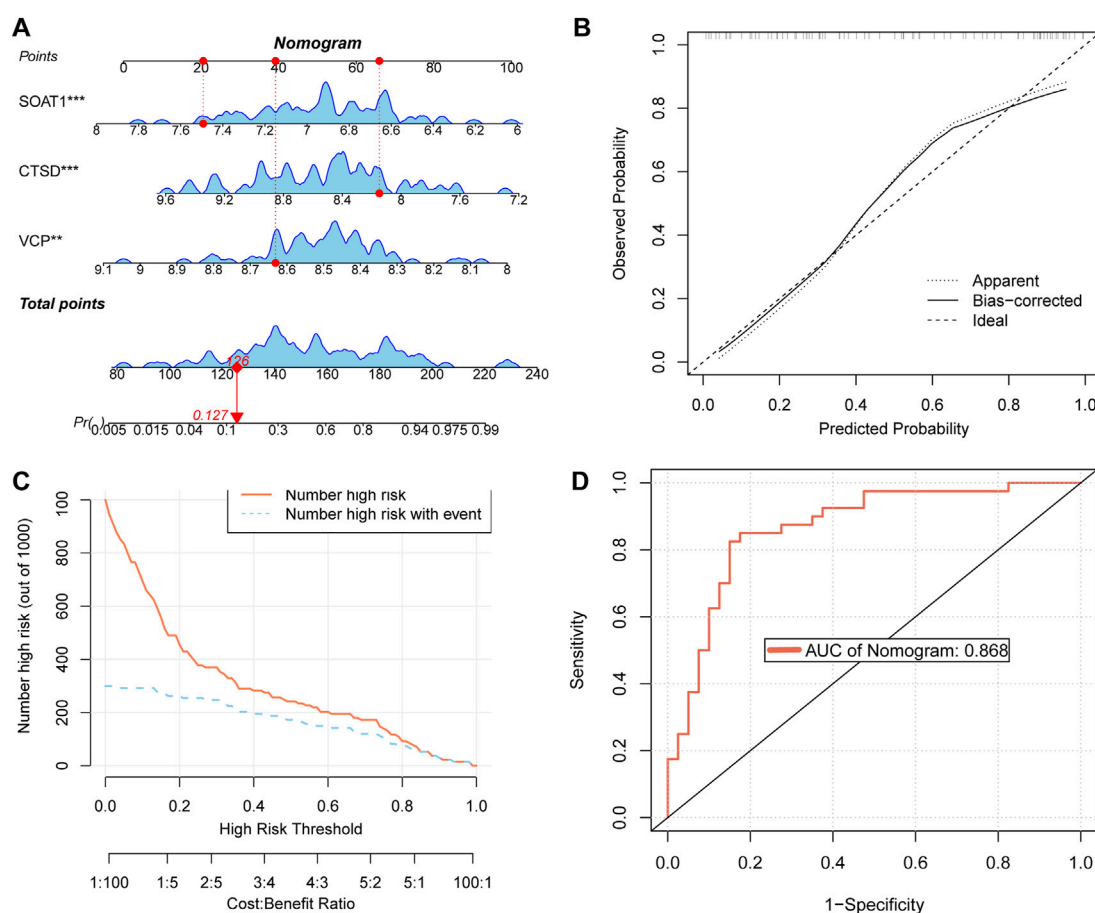 A
Nomogram
Points
0 20 40 60 80 100
SOAT1***
8 7.8 7.6 7.4 7.2 7 6.8 6.6 6.4 6.2 6
CTSD***
9.6 9.2 8.8 8.4 8 7.6 7.2
VCP**
9.1 9 8.9 8.8 8.7 8.6 8.5 8.4 8.3 8.2 8.1 8
Total points
126
80 100 120 140 160 180 200 220 240
0.127
Pr( )
0.005 0.015 0.04 0.1 0.3 0.6 0.8 0.94 0.975 0.99
B
Observed Probability
1.0
0.8
0.6
0.4
0.2
0.0
Apparent
Bias-corrected
Ideal
0.0 0.2 0.4 0.6 0.8 1.0
Predicted Probability
C
Number high risk
Number high risk with event
Number high risk (out of 1000)
100
800
600
400
200
0
0.0 0.2 0.4 0.6 0.8 1.0
High Risk Threshold
1:100 1:5 2:5 3:4 4:3 5:2 5:1 100:1
Cost:Benefit Ratio
D
Sensitivity
1.0
0.8
0.6
0.4
0.2
0.0
AUC of Nomogram: 0.868
0.0 0.2 0.4 0.6 0.8 1.0
1-Specificity